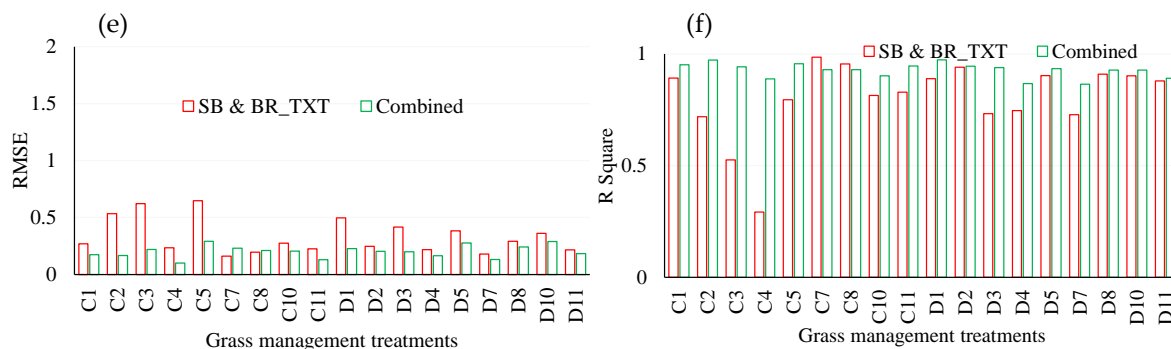 (e)
2
1.5
1
0.5
0
RMSE
SB & BR_TXT Combined
C1 C2 C3 C4 C5 C7 C8 C10 C11 D1 D2 D3 D4 D5 D7 D8 D10 D11
Grass management treatments
(f)
1
0.5
0
R Square
SB & BR_TXT Combined
C1 C2 C3 C4 C5 C7 C8 C10 C11 D1 D2 D3 D4 D5 D7 D8 D10 D11
Grass management treatments